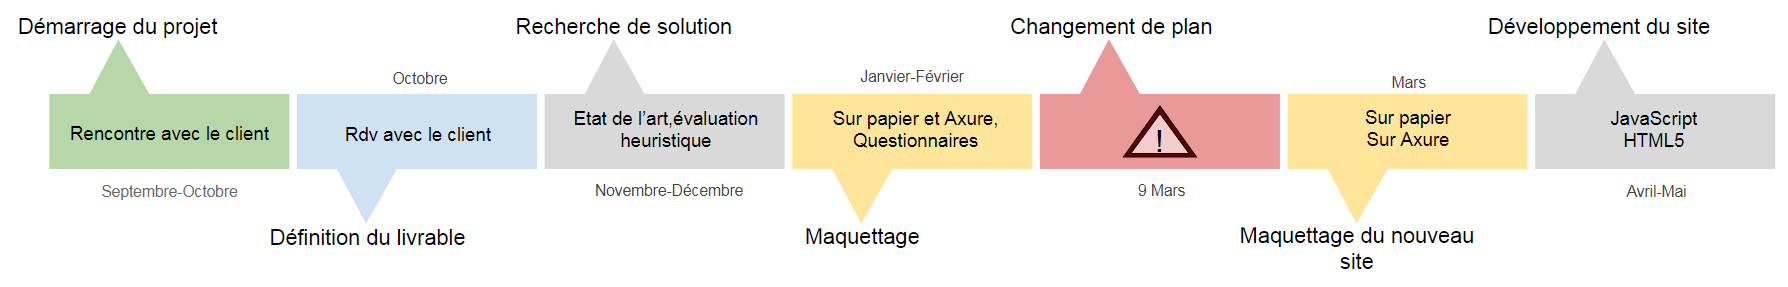 Démarrage du projet
Rencontre avec le client
Septembre-Octobre
Octobre
Rdv avec le client
Définition du livrable
Recherche de solution
Etat de l'art,évaluation
heuristique
Novembre-Décembre
Janvier-Février
Sur papier et Axure,
Questionnaires
Maquettage
Changement de plan
!
9 Mars
Mars
Sur papier
Sur Axure
Maquettage du nouveau
site
Développement du site
JavaScript
HTML5
Avril-Mai